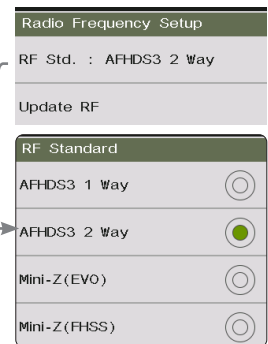 Radio Frequency Setup
RF Std. : AFHDS3 2 Way
Update RF
RF Standard
AFHDS3 1 Way
AFHDS3 2 Way
Mini-Z(EVO)
Mini-Z(FHSS)